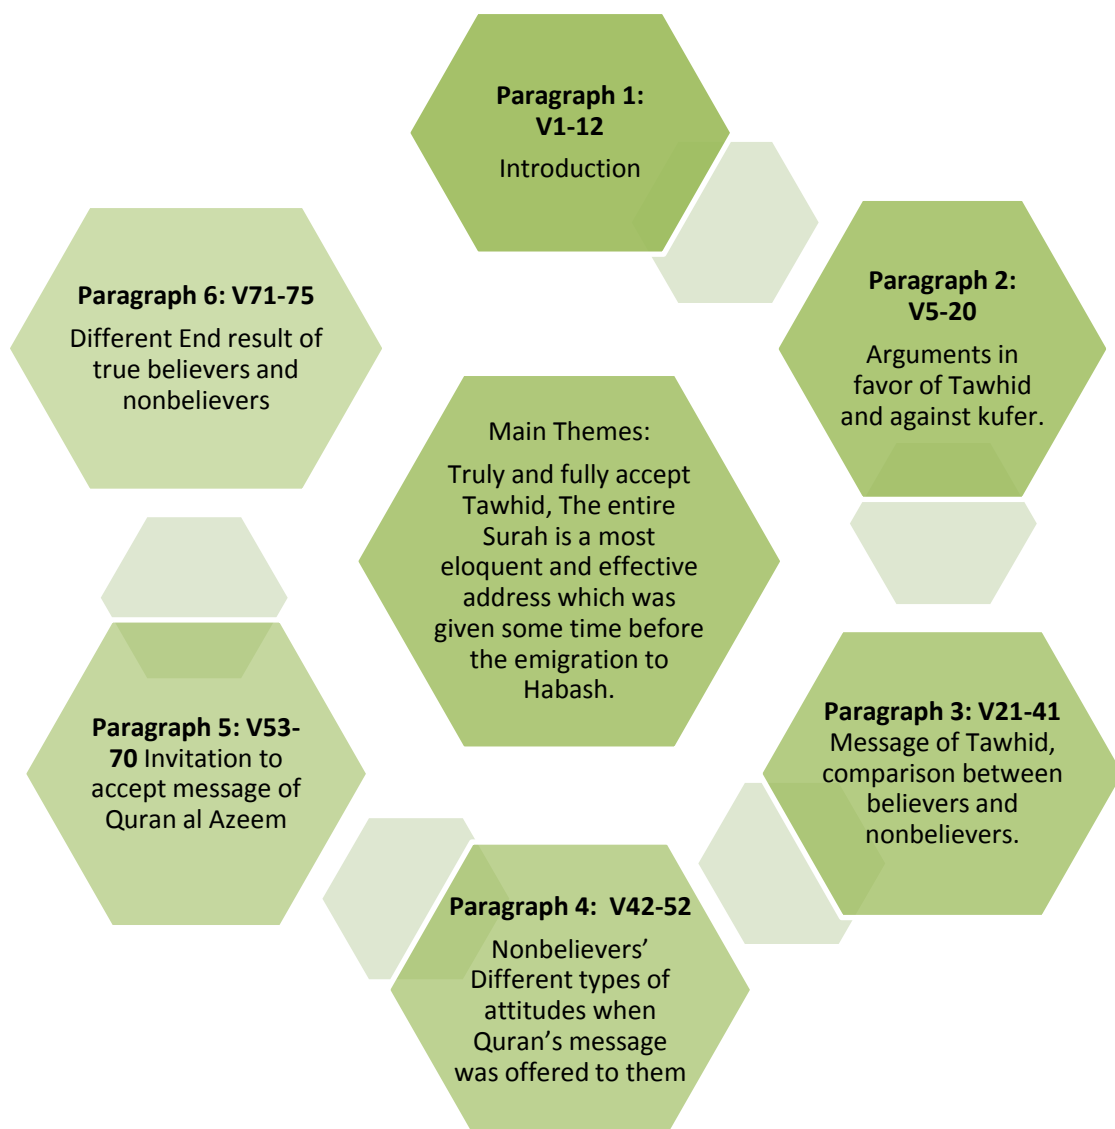 Paragraph 1:
V1-12
Introduction
Paragraph 2:
V5-20
Arguments in
favor of Tawhid
and against kufer.
Paragraph 3: V21-41
Message of Tawhid,
comparison between
believers and
nonbelievers.
Paragraph 4:  V42-52
Nonbelievers’
Different types of
attitudes when
Quran’s message
was offered to them
Paragraph 5: V53-
70 Invitation to
accept message of
Quran al Azeem
Paragraph 6: V71-75
Different End result of
true believers and
nonbelievers
Main Themes:
Truly and fully accept
Tawhid, The entire
Surah is a most
eloquent and effective
address which was
given some time before
the emigration to
Habash.